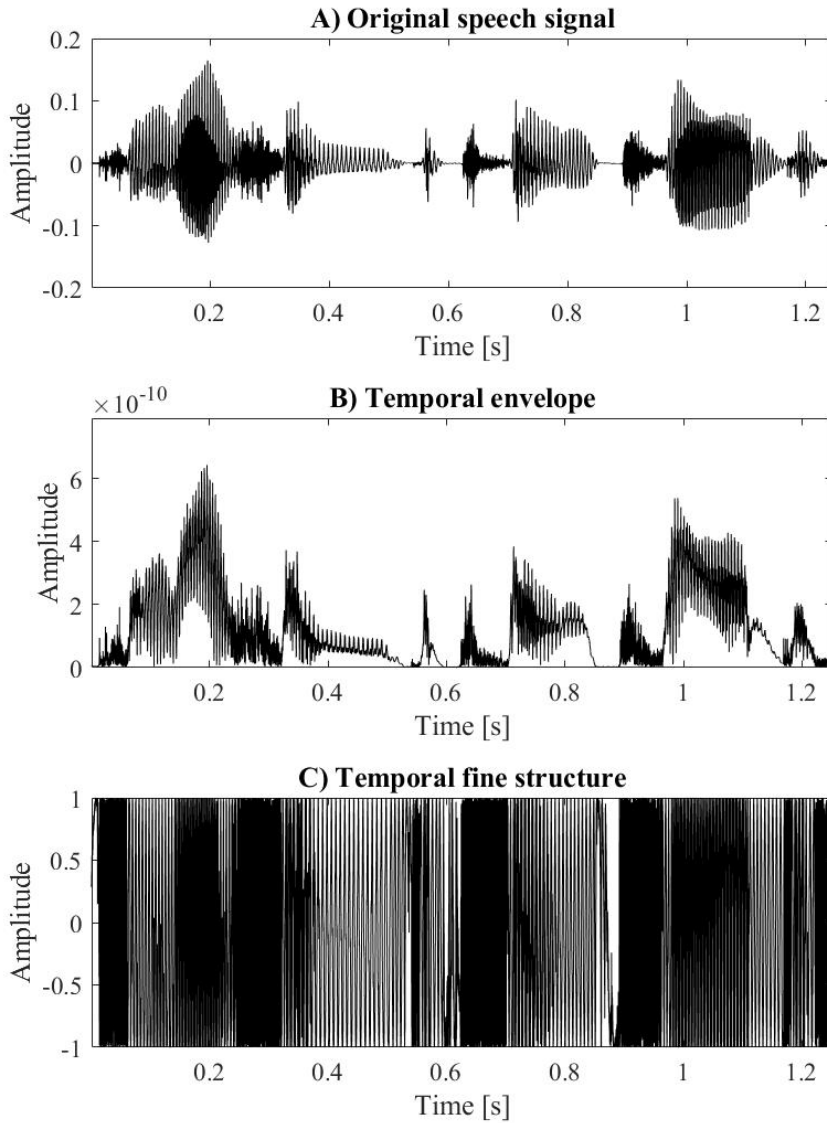 A) Original speech signal
0.2
0.1
0
-0.1
-0.2
Amplitude
0.2 0.4 0.6 0.8 1 1.2
Time [s]
×10⁻¹⁰
B) Temporal envelope
6
4
2
0
Amplitude
0.2 0.4 0.6 0.8 1 1.2
Time [s]
C) Temporal fine structure
1
0.5
0
-0.5
-1
Amplitude
0.2 0.4 0.6 0.8 1 1.2
Time [s]